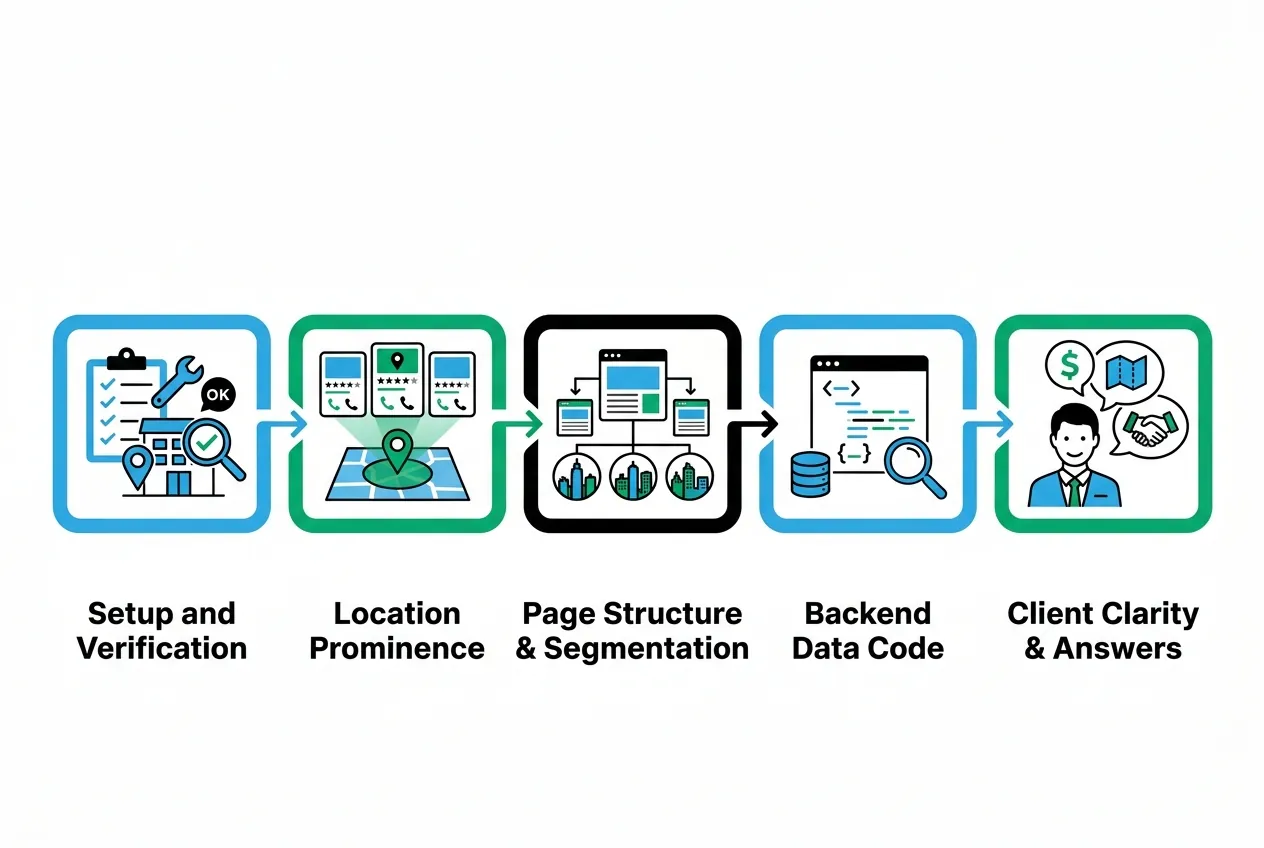 OK
$
Setup and
Verification
Location
Prominence
Page Structure
& Segmentation
Backend
Data Code
Client Clarity
& Answers